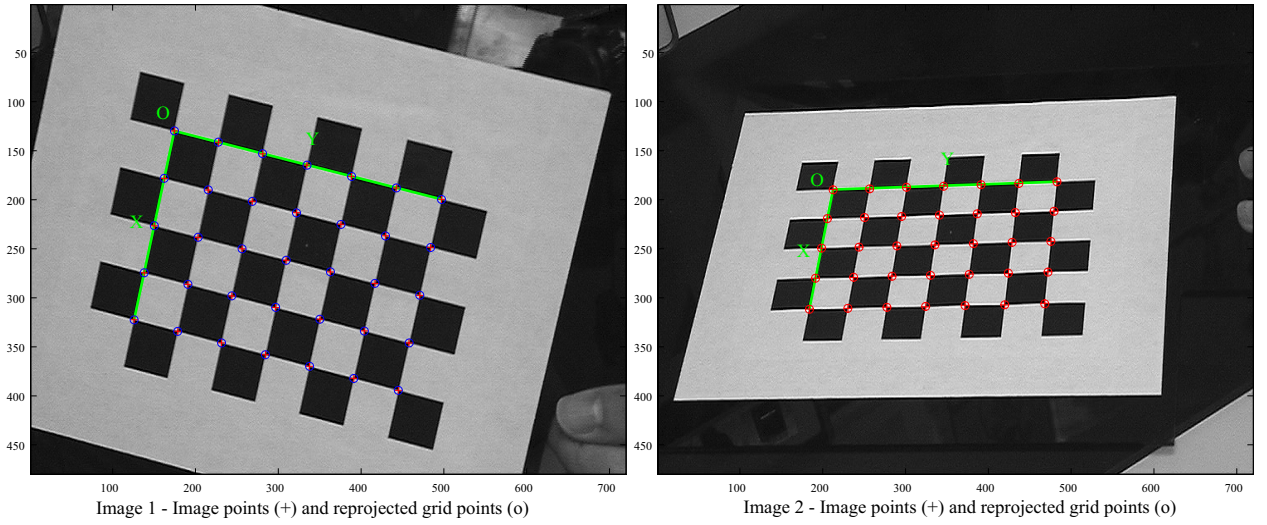 50
100
150
200
250
300
350
400
450
O
Y
X
100 200 300 400 500 600 700
Image 1 - Image points (+) and reprojected grid points (o)
50
100
150
200
250
300
350
400
450
O
Y
X
100 200 300 400 500 600 700
Image 2 - Image points (+) and reprojected grid points (o)